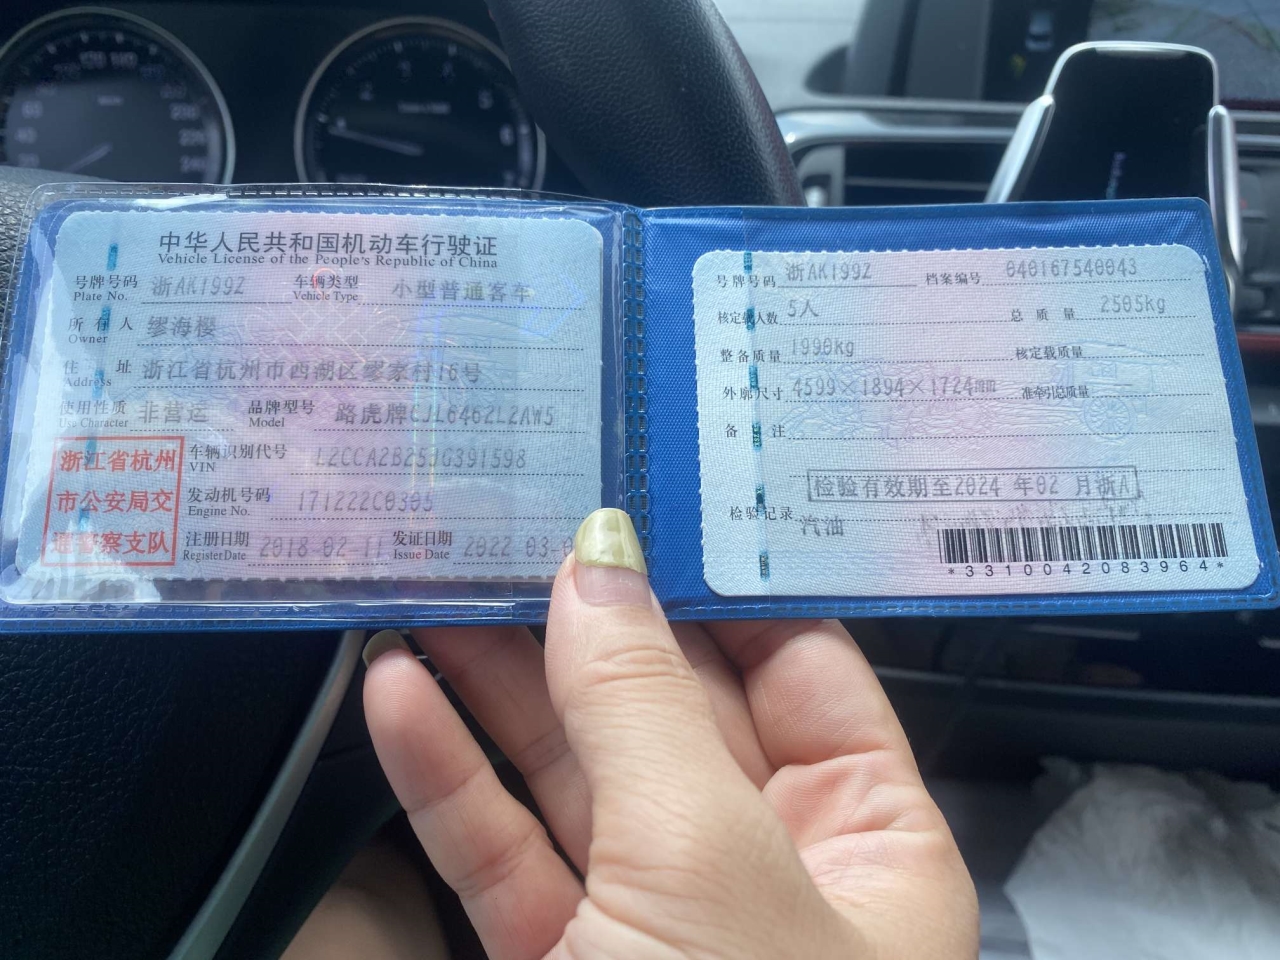 中华人民共和国机动车行驶证
Vehicle License of the People's Republic of China
号牌号码 浙AK199Z 车辆类型 小型普通客车
Plate No. Vehicle Type
所有人 缪海樱
Owner
住址 浙江省杭州市西湖区缪家村16号
Address
使用性质 非营运 品牌型号 路虎牌CJL6462L2AW5
Use Character Model
浙江省杭州
市公安局交
通警察支队
车辆识别代号 L2CCA2B25JG391598
VIN
发动机号码 171222C0305
Engine No.
注册日期 2018-02-11 发证日期 2022-03-0
Register Date Issue Date
号牌号码 浙AK199Z 档案编号 040167540043
核定载人数 5人 总质量 2505kg
整备质量 1990kg 核定载质量
外廓尺寸 4599×1894×1724mm 准牵引总质量 --
备注
检验有效期至2024年02月浙A
检验记录
汽油
*3310042083964*